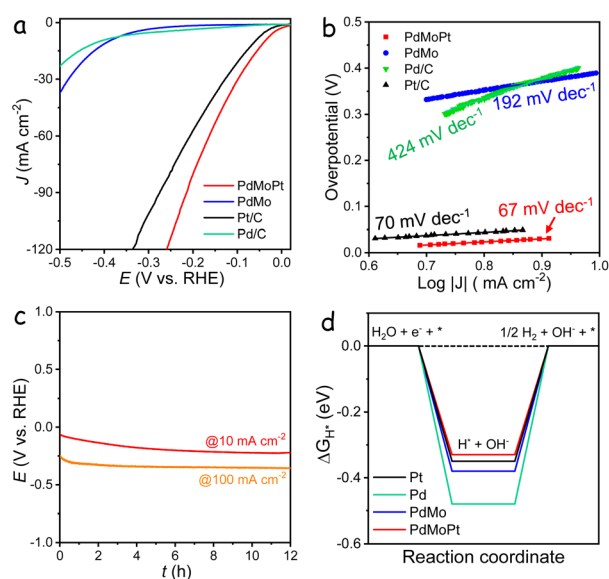 a
0
-30
-60
-90
-120
J (mA cm⁻²)
PdMoPt
PdMo
Pt/C
Pd/C
-0.5 -0.4 -0.3 -0.2 -0.1 0.0
E (V vs. RHE)
b
0.5
0.4
0.3
0.2
0.1
0.0
Overpotential (V)
PdMoPt
PdMo
Pd/C
Pt/C
192 mV dec⁻¹
424 mV dec⁻¹
70 mV dec⁻¹
67 mV dec⁻¹
0.6 0.7 0.8 0.9 1.0
Log |J| ( mA cm⁻²)
c
1.0
0.5
0.0
-0.5
-1.0
E (V vs. RHE)
@10 mA cm⁻²
@100 mA cm⁻²
0 2 4 6 8 10 12
t (h)
d
0.0
-0.2
-0.4
-0.6
ΔG_H* (eV)
H₂O + e⁻ + * 1/2 H₂ + OH⁻ + *
H* + OH⁻
Pt
Pd
PdMo
PdMoPt
Reaction coordinate